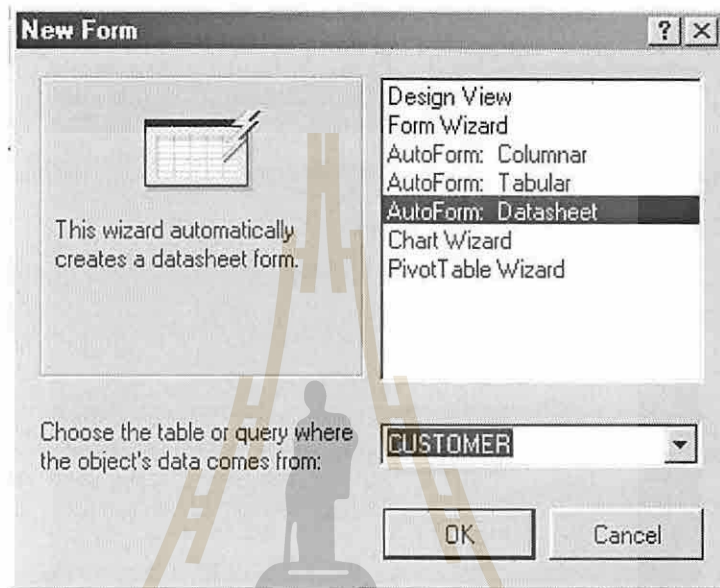 New Form
? ×
Design View
Form Wizard
AutoForm: Columnar
AutoForm: Tabular
AutoForm: Datasheet
Chart Wizard
PivotTable Wizard
This wizard automatically
creates a datasheet form.
Choose the table or query where
the object's data comes from:
CUSTOMER
OK
Cancel